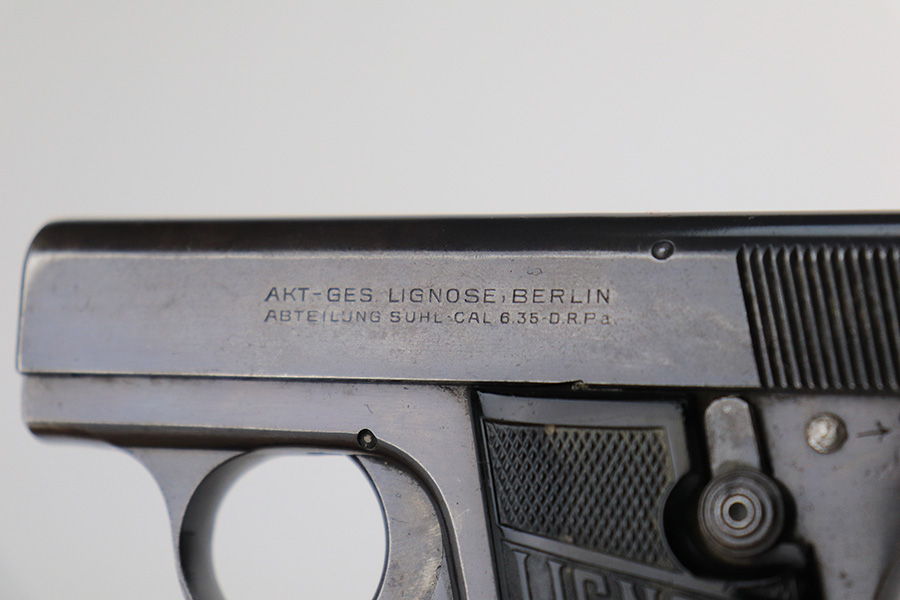 AKT-GES. LIGNOSE, BERLIN
ABTEILUNG SUHL-CAL 6.35-D.R.P.a.